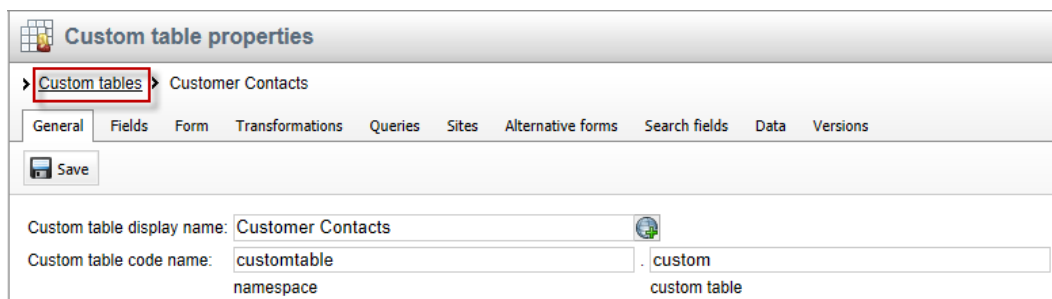 Custom table properties
Custom tables Customer Contacts
General Fields Form Transformations Queries Sites Alternative forms Search fields Data Versions
Save
Custom table display name: Customer Contacts
Custom table code name: customtable . custom
namespace custom table